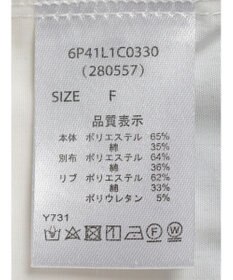 6P41L1C0330
(280557)
SIZE F
品質表示
本体 ポリエステル 65%
綿 35%
別布 ポリエステル 64%
綿 36%
リブ ポリエステル 62%
綿 33%
ポリウレタン 5%
Y731
F W